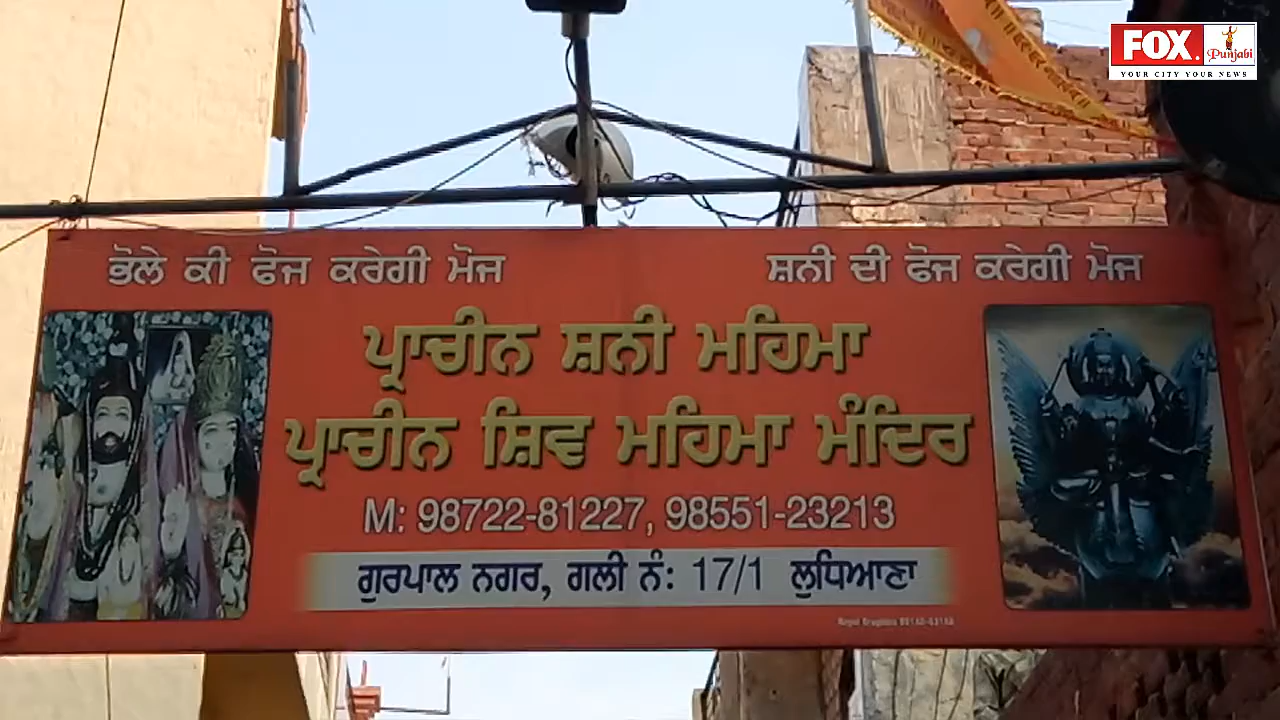 FOX. Punjabi
YOUR CITY YOUR NEWS
ਭੋਲੇ ਕੀ ਫੋਜ ਕਰੇਗੀ ਮੋਜ
ਸ਼ਨੀ ਦੀ ਫੋਜ ਕਰੇਗੀ ਮੋਜ
ਪ੍ਰਾਚੀਨ ਸ਼ਨੀ ਮਹਿਮਾ
ਪ੍ਰਾਚੀਨ ਸ਼ਿਵ ਮਹਿਮਾ ਮੰਦਿਰ
M: 98722-81227, 98551-23213
ਗੁਰਪਾਲ ਨਗਰ, ਗਲੀ ਨੰ: 17/1 ਲੁਧਿਆਣਾ